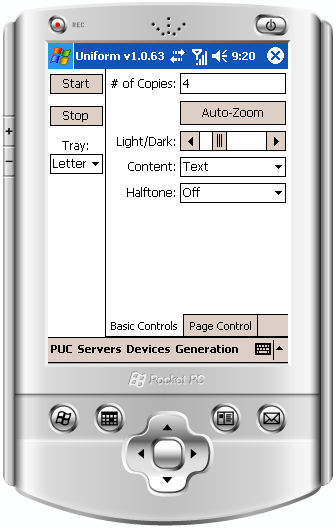 REC
Uniform v1.0.63 9:20
Start # of Copies: 4
Stop Auto-Zoom
Tray: Light/Dark:
Letter Content: Text
Halftone: Off
Basic Controls Page Control
PUC Servers Devices Generation
Pocket PC